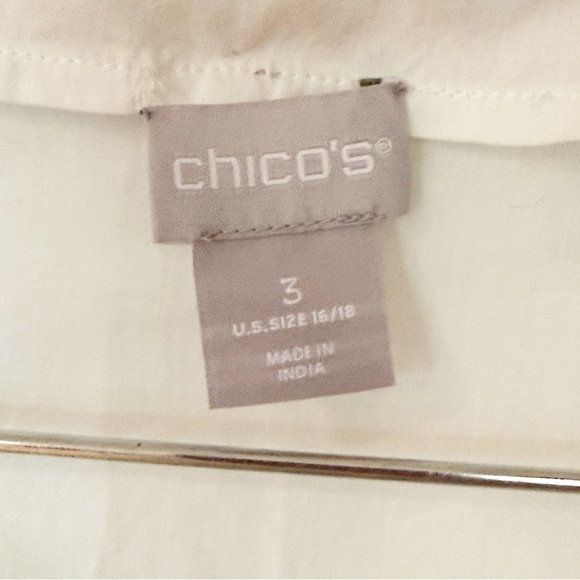 chico's®
3
U.S. SIZE 16/18
MADE IN
INDIA